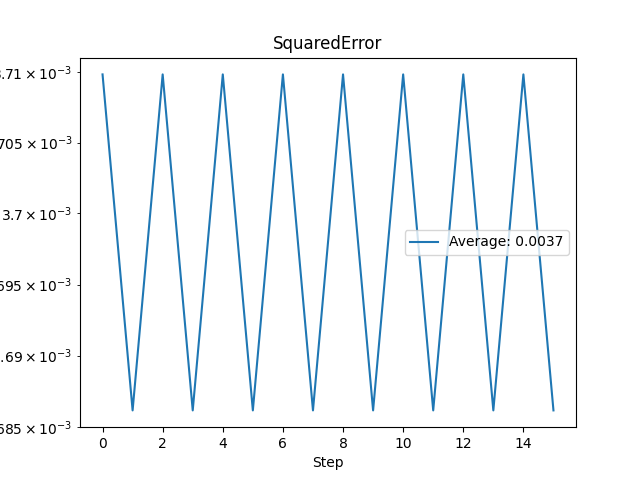 SquaredError
.71 × 10⁻³
705 × 10⁻³
3.7 × 10⁻³
695 × 10⁻³
.69 × 10⁻³
685 × 10⁻³
Average: 0.0037
0 2 4 6 8 10 12 14
Step